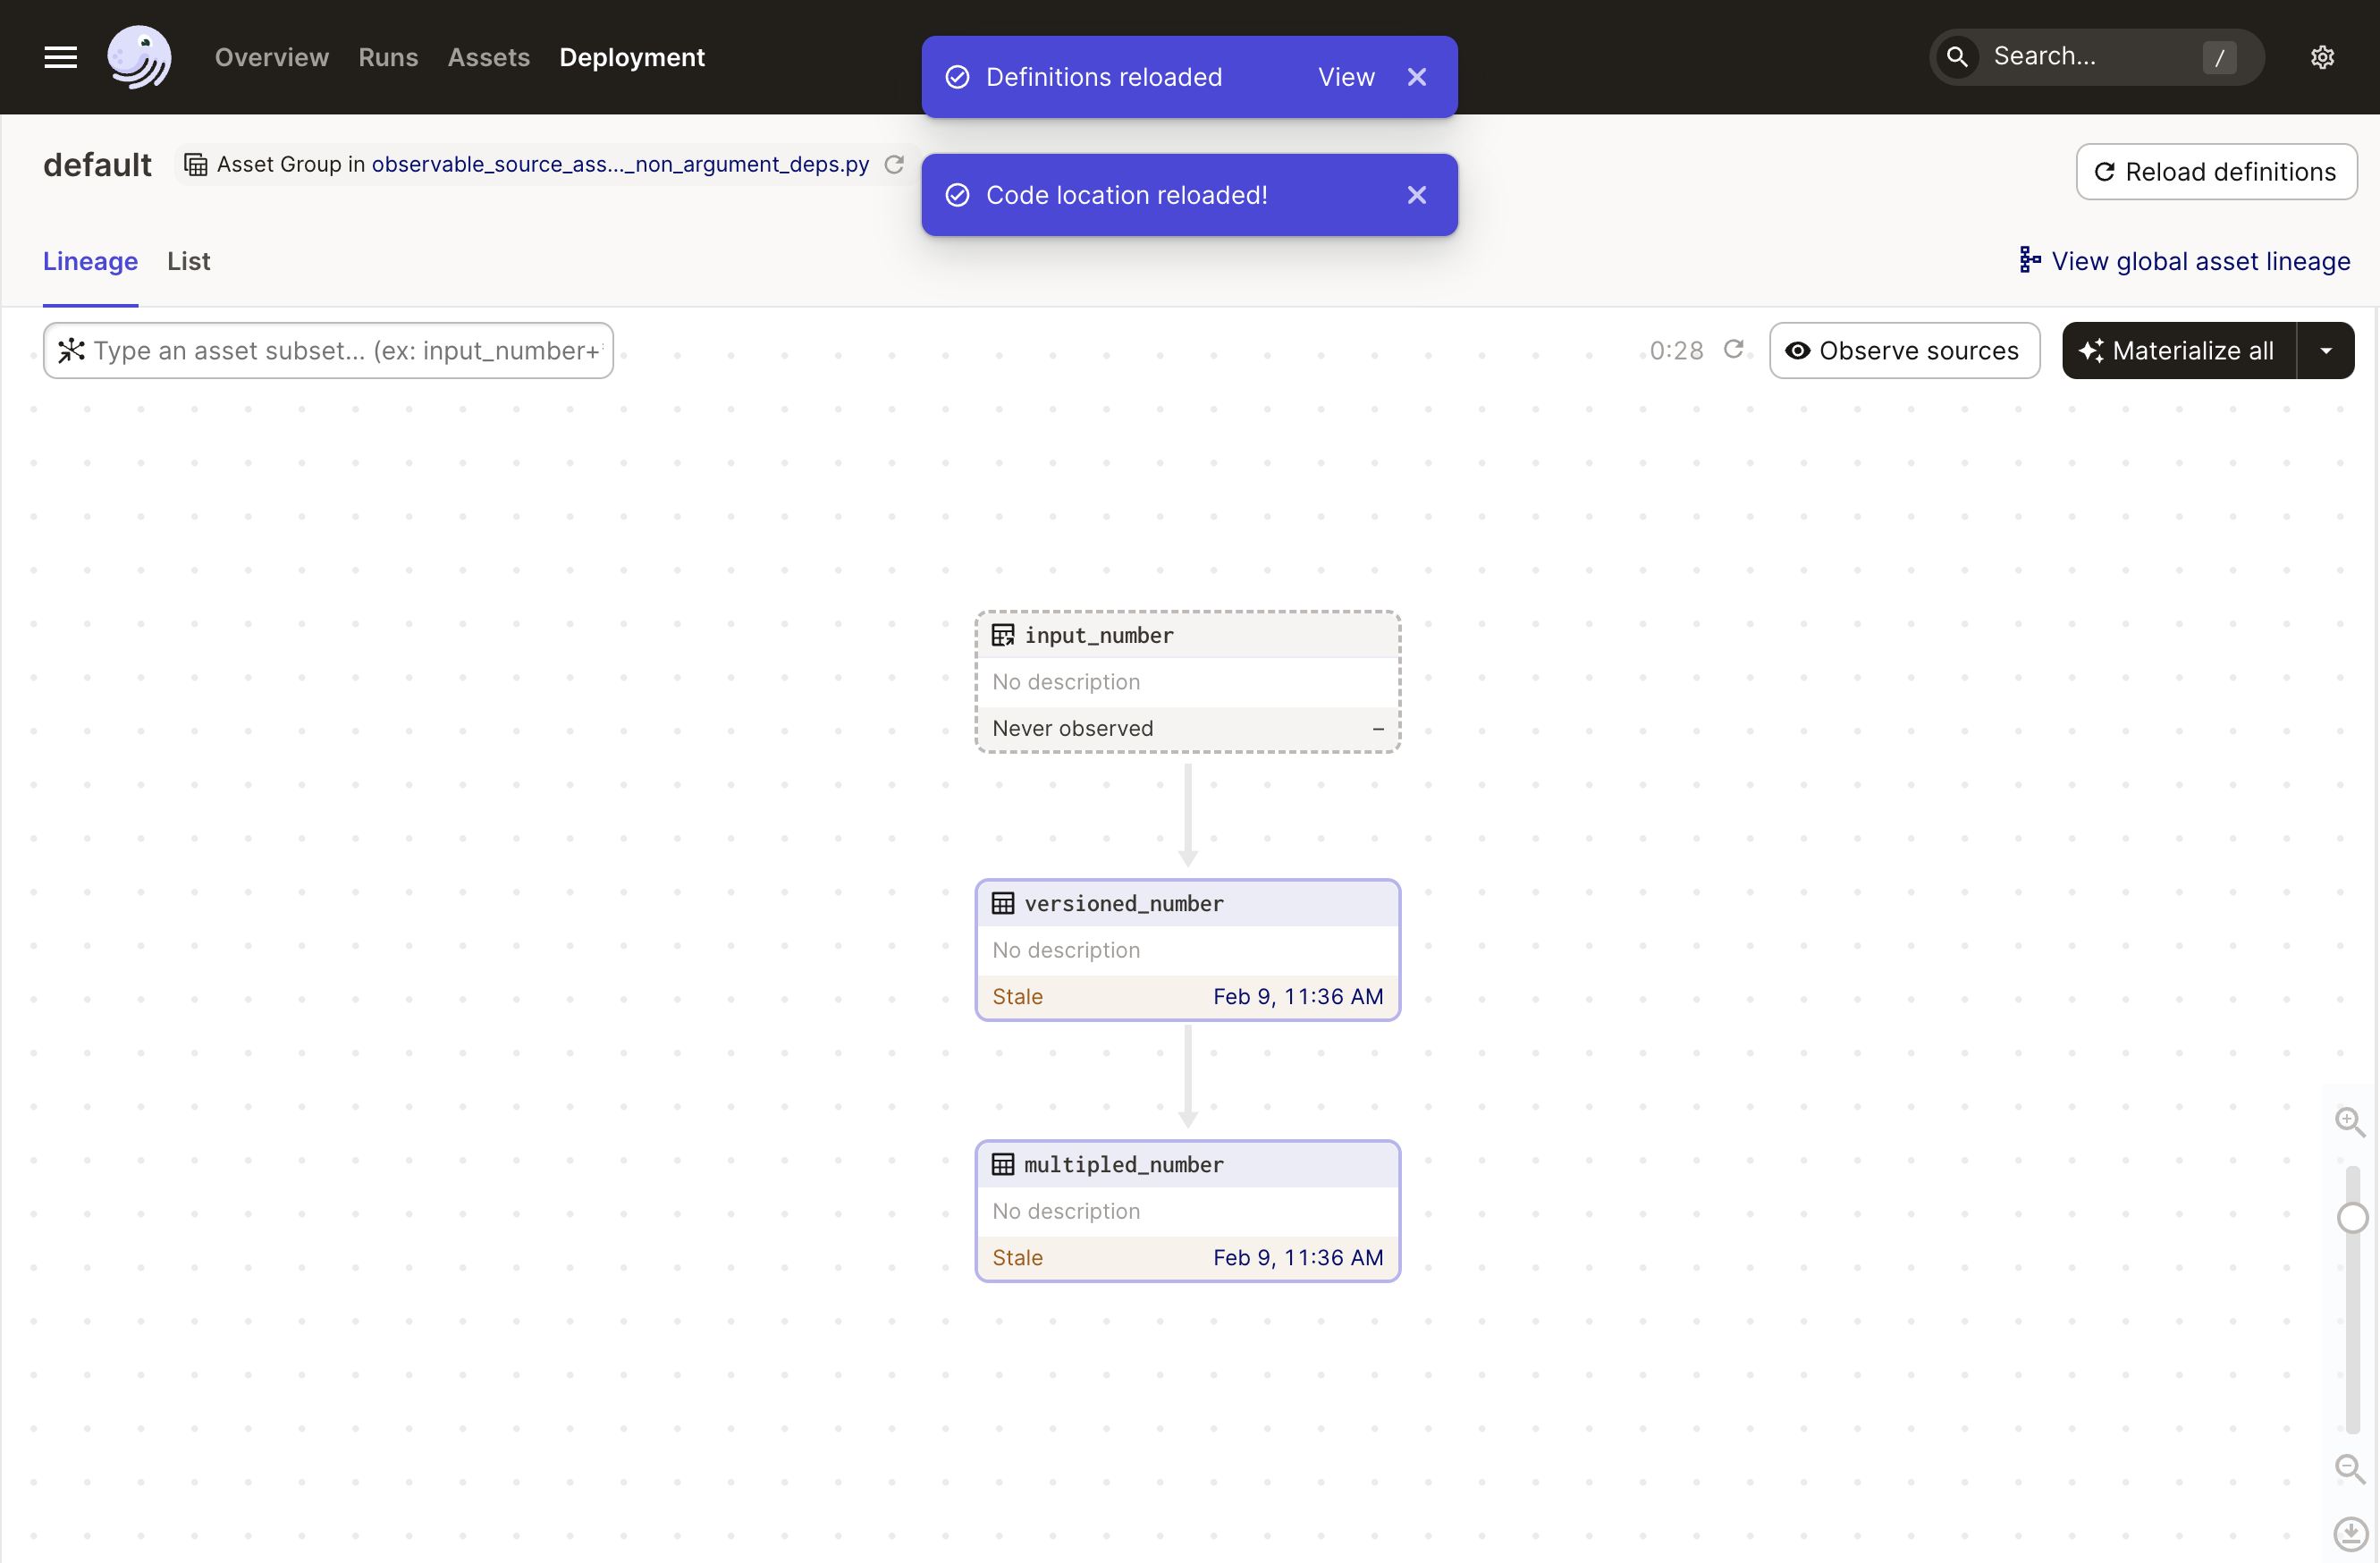 Overview Runs Assets Deployment
Search... /
Definitions reloaded View
Code location reloaded!
default Asset Group in observable_source_ass..._non_argument_deps.py
Reload definitions
Lineage List
View global asset lineage
Type an asset subset... (ex: input_number+
0:28 Observe sources Materialize all
input_number
No description
Never observed –
versioned_number
No description
Stale Feb 9, 11:36 AM
multipled_number
No description
Stale Feb 9, 11:36 AM